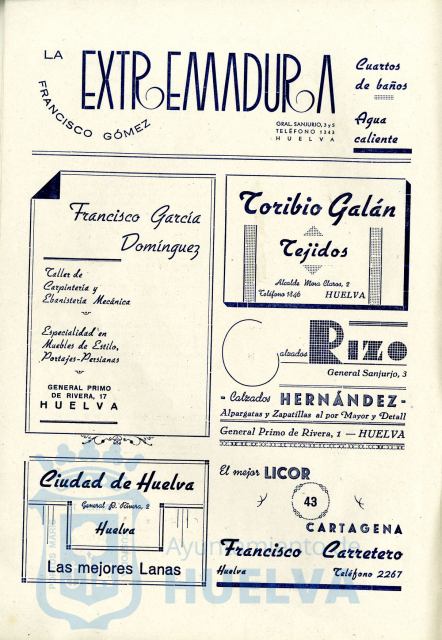 LA
EXTREMADURA
FRANCISCO GÓMEZ
GRAL. SANJURJO, 3 y 5
TELÉFONO 1343
HUELVA
Cuartos
de baños
Agua
caliente
Francisco García
Domínguez
Taller de
Carpintería y
Ebanistería Mecánica
Especialidad en
Muebles de Estilo,
Portajes-Persianas
GENERAL PRIMO
DE RIVERA, 17
HUELVA
Toribio Galán
Tejidos
Alcalde Mora Claros, 2
Teléfono 1846 HUELVA
Calzados RIZO
General Sanjurjo, 3
- Calzados HERNÁNDEZ -
Alpargatas y Zapatillas al por Mayor y Detall
General Primo de Rivera, 1 — HUELVA
Ciudad de Huelva
General P. Rivera, 2
Huelva
Las mejores Lanas
El mejor LICOR
43
CARTAGENA
Francisco Carretero
Huelva Teléfono 2267
Ayuntamiento de
HUELVA